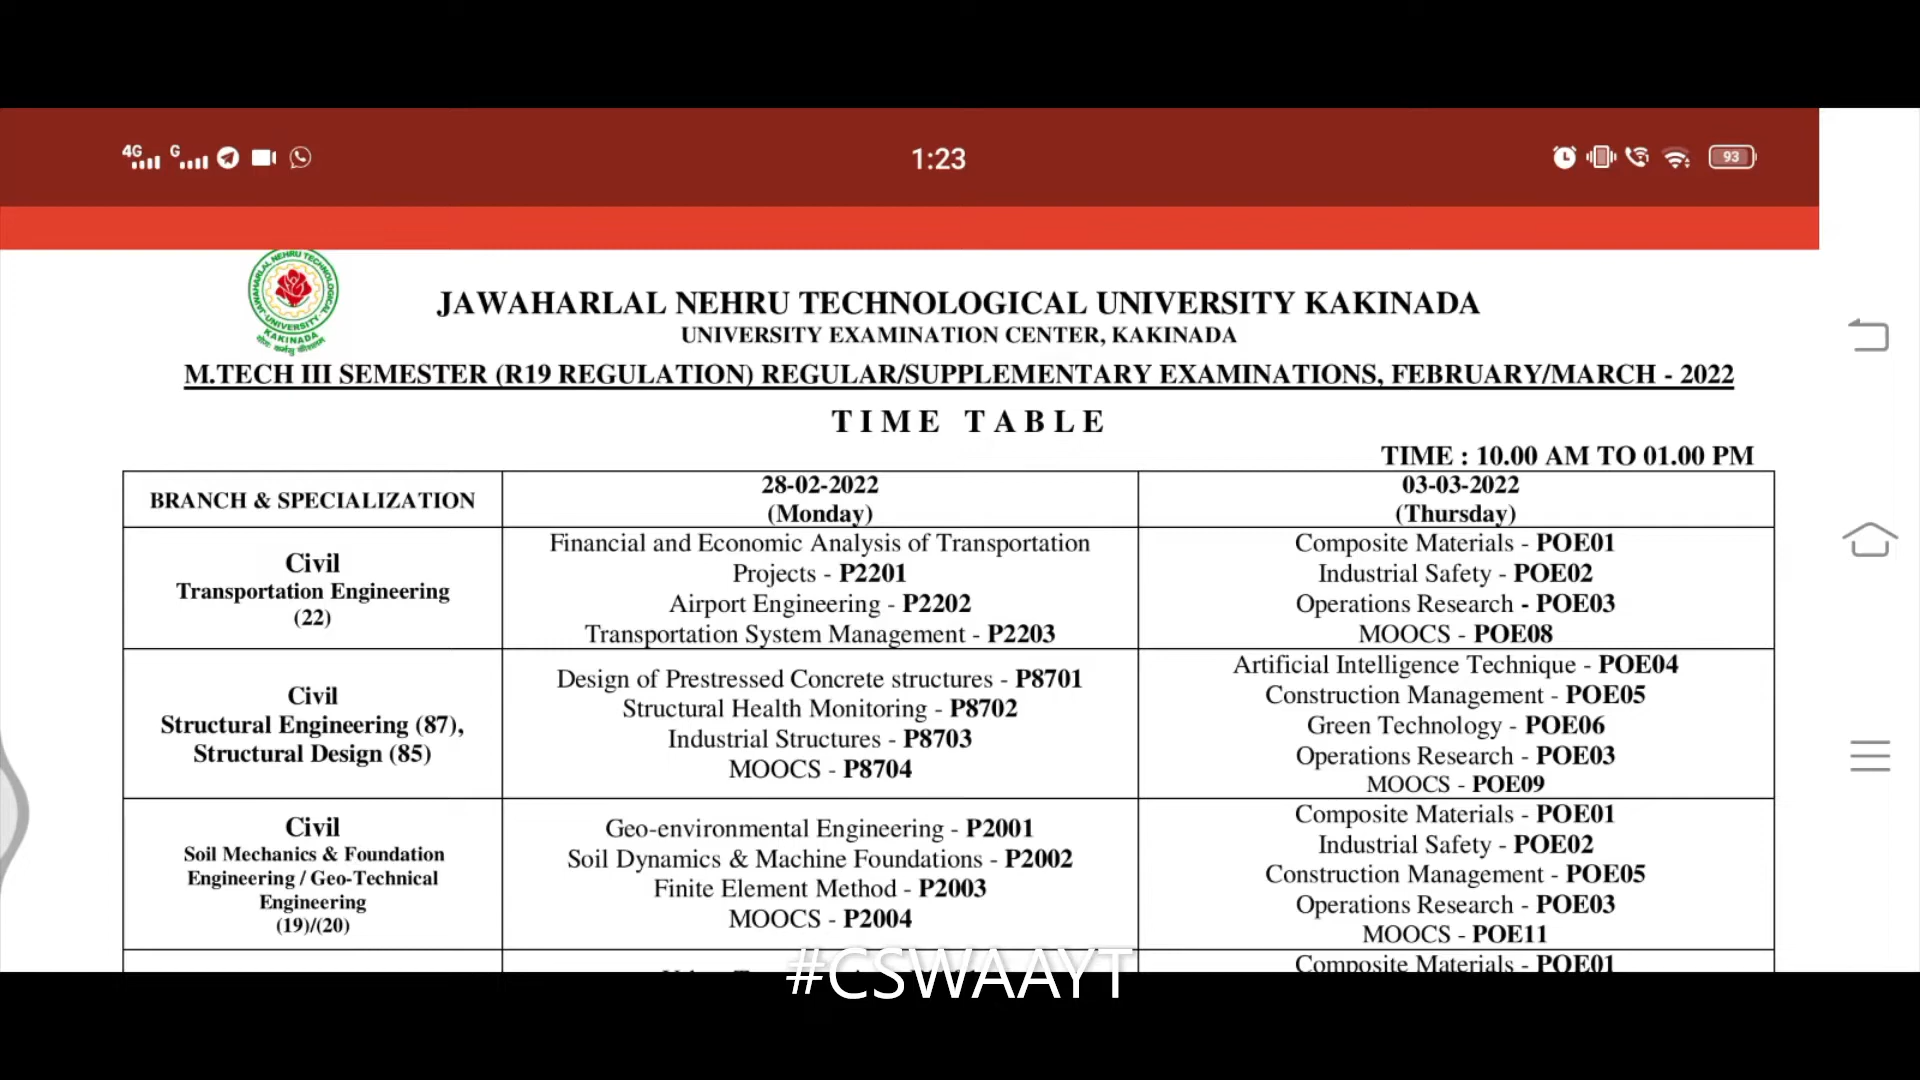 4G G 1:23 93
JAWAHARLAL NEHRU TECHNOLOGICAL UNIVERSITY KAKINADA
UNIVERSITY EXAMINATION CENTER, KAKINADA
M.TECH III SEMESTER (R19 REGULATION) REGULAR/SUPPLEMENTARY EXAMINATIONS, FEBRUARY/MARCH - 2022
TIME TABLE
TIME : 10.00 AM TO 01.00 PM
BRANCH & SPECIALIZATION
28-02-2022
(Monday)
03-03-2022
(Thursday)
Civil
Transportation Engineering
(22)
Financial and Economic Analysis of Transportation
Projects - P2201
Airport Engineering - P2202
Transportation System Management - P2203
Composite Materials - POE01
Industrial Safety - POE02
Operations Research - POE03
MOOCS - POE08
Civil
Structural Engineering (87),
Structural Design (85)
Design of Prestressed Concrete structures - P8701
Structural Health Monitoring - P8702
Industrial Structures - P8703
MOOCS - P8704
Artificial Intelligence Technique - POE04
Construction Management - POE05
Green Technology - POE06
Operations Research - POE03
MOOCS - POE09
Civil
Soil Mechanics & Foundation
Engineering / Geo-Technical
Engineering
(19)/(20)
Geo-environmental Engineering - P2001
Soil Dynamics & Machine Foundations - P2002
Finite Element Method - P2003
MOOCS - P2004
Composite Materials - POE01
Industrial Safety - POE02
Construction Management - POE05
Operations Research - POE03
MOOCS - POE11
Composite Materials - POE01
#CSWAAYT